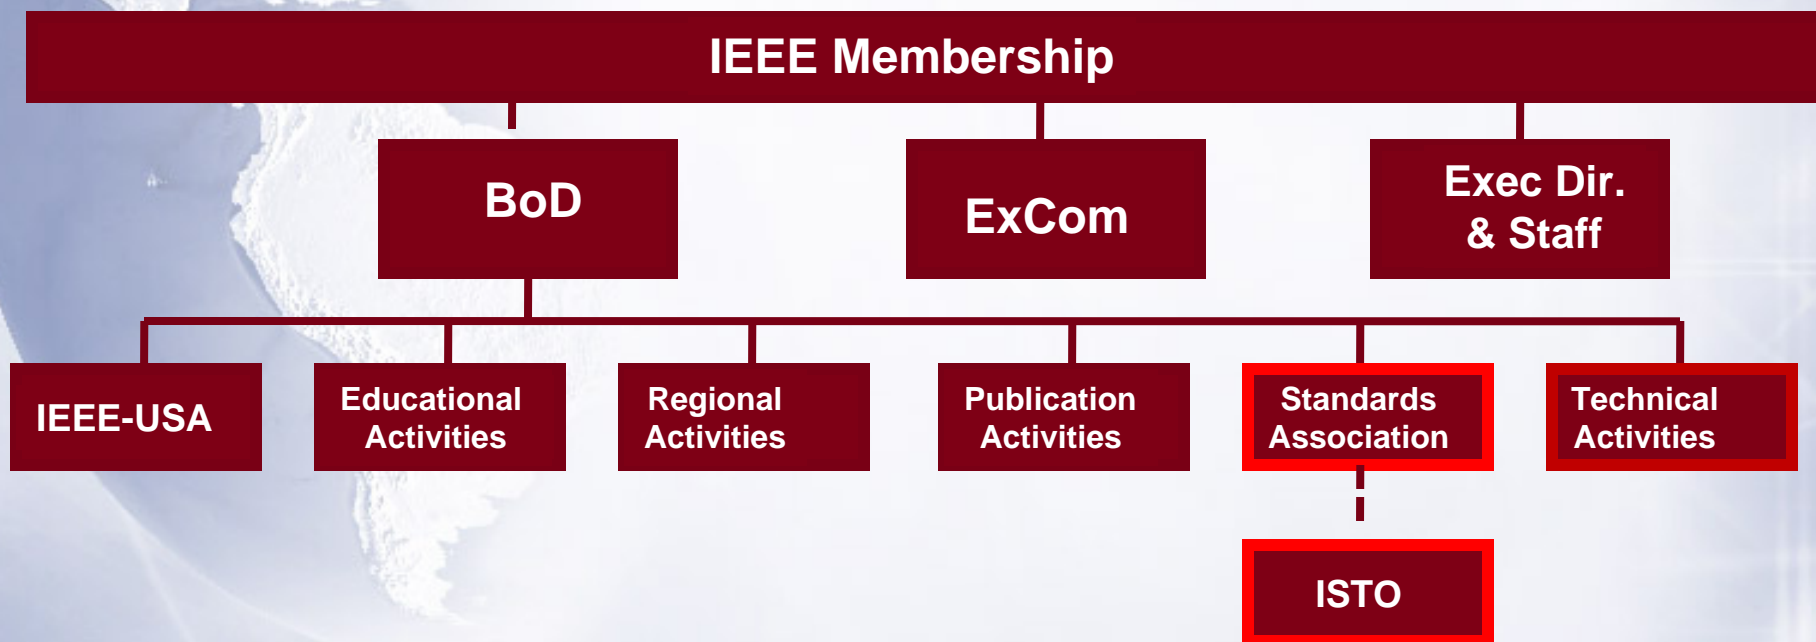 IEEE Membership
BoD
ExCom
Exec Dir.
& Staff
IEEE-USA
Educational
Activities
Regional
Activities
Publication
Activities
Standards
Association
Technical
Activities
ISTO